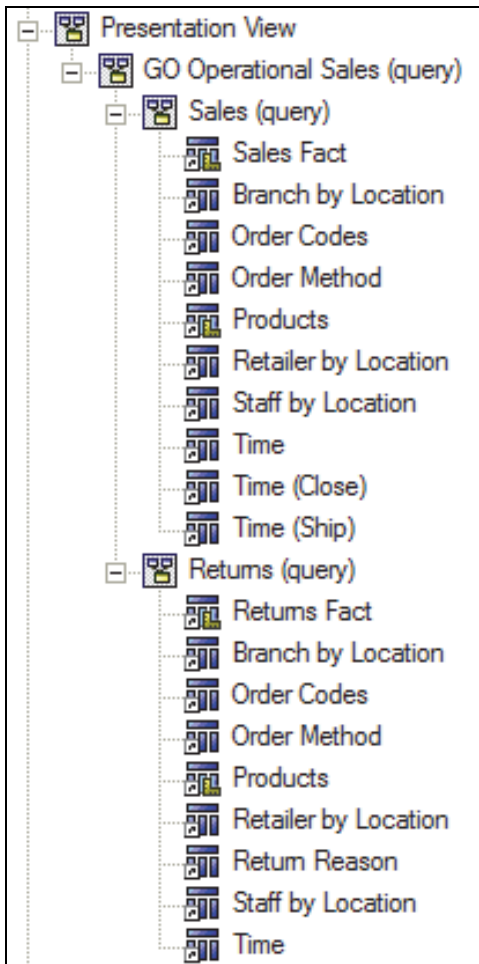 Presentation View
GO Operational Sales (query)
Sales (query)
Sales Fact
Branch by Location
Order Codes
Order Method
Products
Retailer by Location
Staff by Location
Time
Time (Close)
Time (Ship)
Returns (query)
Returns Fact
Branch by Location
Order Codes
Order Method
Products
Retailer by Location
Return Reason
Staff by Location
Time